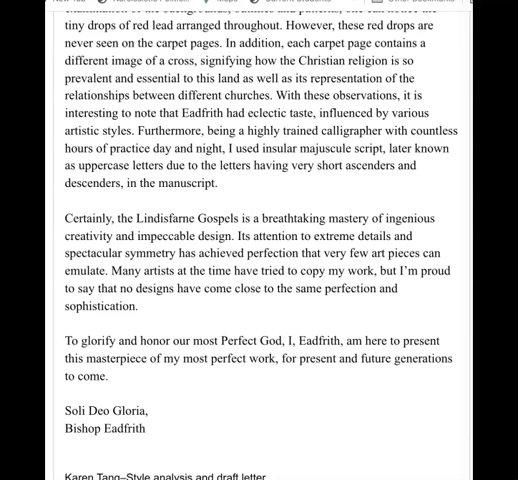 tiny drops of red lead arranged throughout. However, these red drops are
never seen on the carpet pages. In addition, each carpet page contains a
different image of a cross, signifying how the Christian religion is so
prevalent and essential to this land as well as its representation of the
relationships between different churches. With these observations, it is
interesting to note that Eadfrith had eclectic taste, influenced by various
artistic styles. Furthermore, being a highly trained calligrapher with countless
hours of practice day and night, I used insular majuscule script, later known
as uppercase letters due to the letters having very short ascenders and
descenders, in the manuscript.
Certainly, the Lindisfarne Gospels is a breathtaking mastery of ingenious
creativity and impeccable design. Its attention to extreme details and
spectacular symmetry has achieved perfection that very few art pieces can
emulate. Many artists at the time have tried to copy my work, but I’m proud
to say that no designs have come close to the same perfection and
sophistication.
To glorify and honor our most Perfect God, I, Eadfrith, am here to present
this masterpiece of my most perfect work, for present and future generations
to come.
Soli Deo Gloria,
Bishop Eadfrith
Karen Tang–Style analysis and draft letter